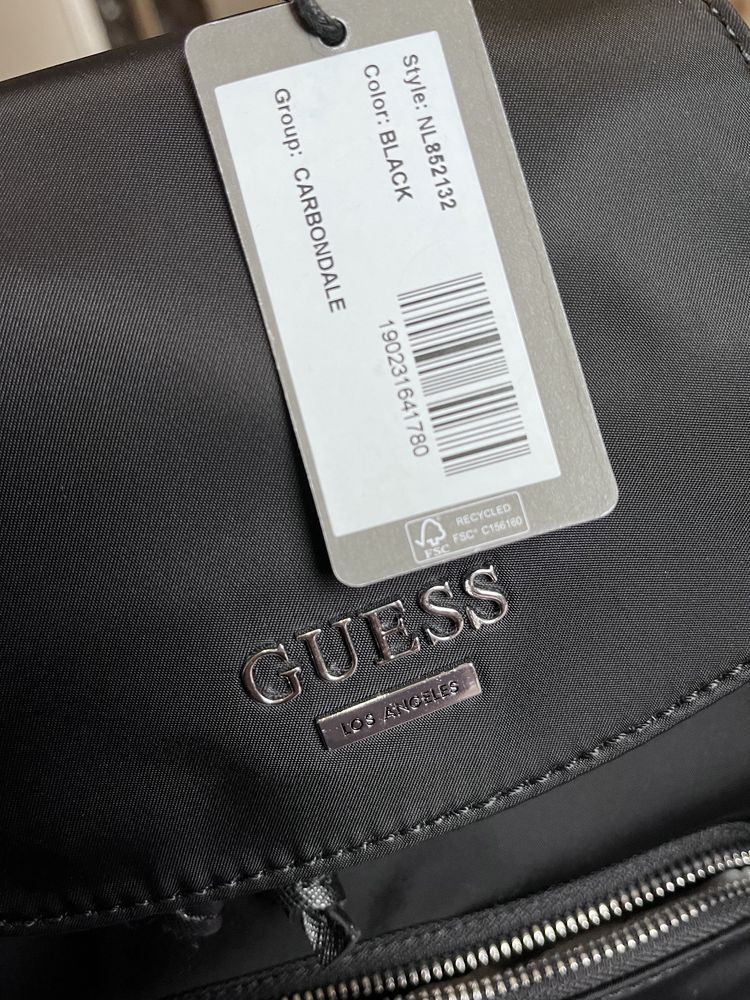 Style: NL852132
Color: BLACK
Group: CARBONDALE
190231641780
FSC
RECYCLED
FSC® C156160
GUESS
LOS ANGELES